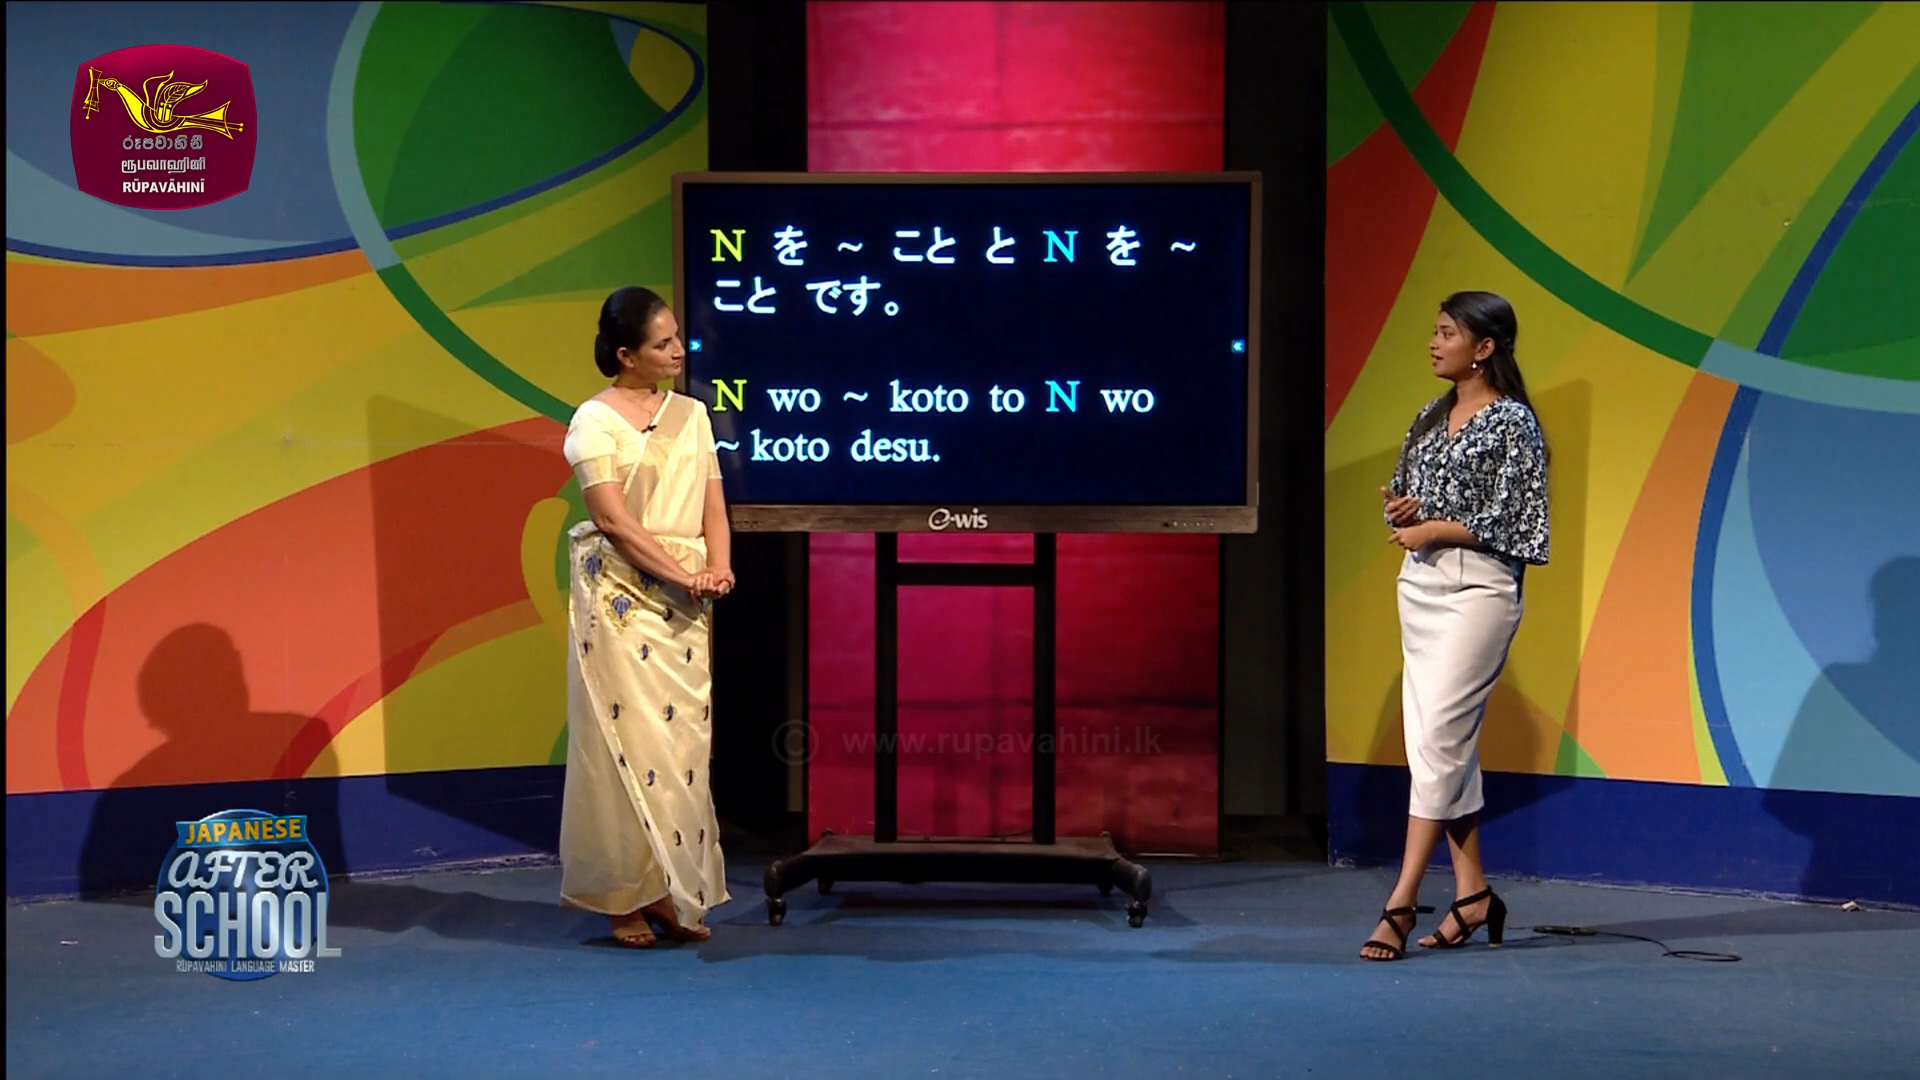 රූපවාහිනී
ரூபவாஹினி
RŪPAVĀHINĪ
N を ~ こと と N を ~
こと です。
N wo ~ koto to N wo
~ koto desu.
e-wis
© www.rupavahini.lk
JAPANESE
AFTER
SCHOOL
RŪPAVĀHINĪ LANGUAGE MASTER